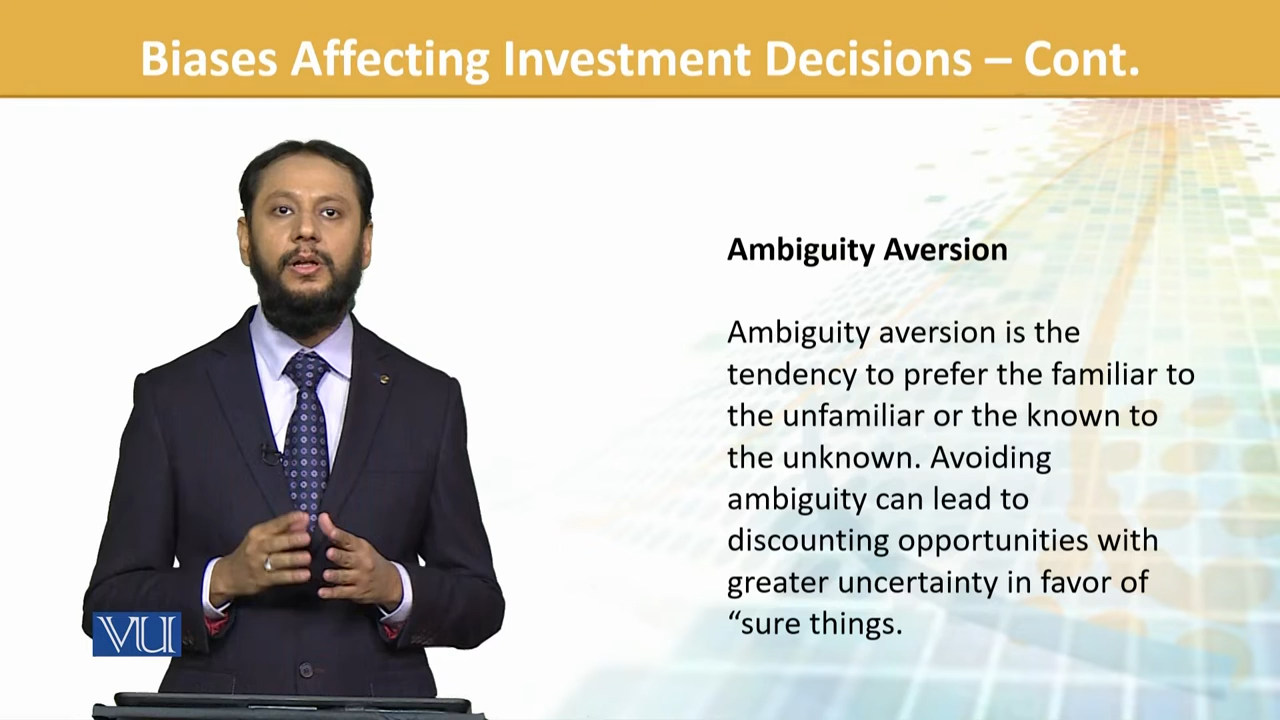 Biases Affecting Investment Decisions – Cont.
Ambiguity Aversion
Ambiguity aversion is the
tendency to prefer the familiar to
the unfamiliar or the known to
the unknown. Avoiding
ambiguity can lead to
discounting opportunities with
greater uncertainty in favor of
“sure things.
VU